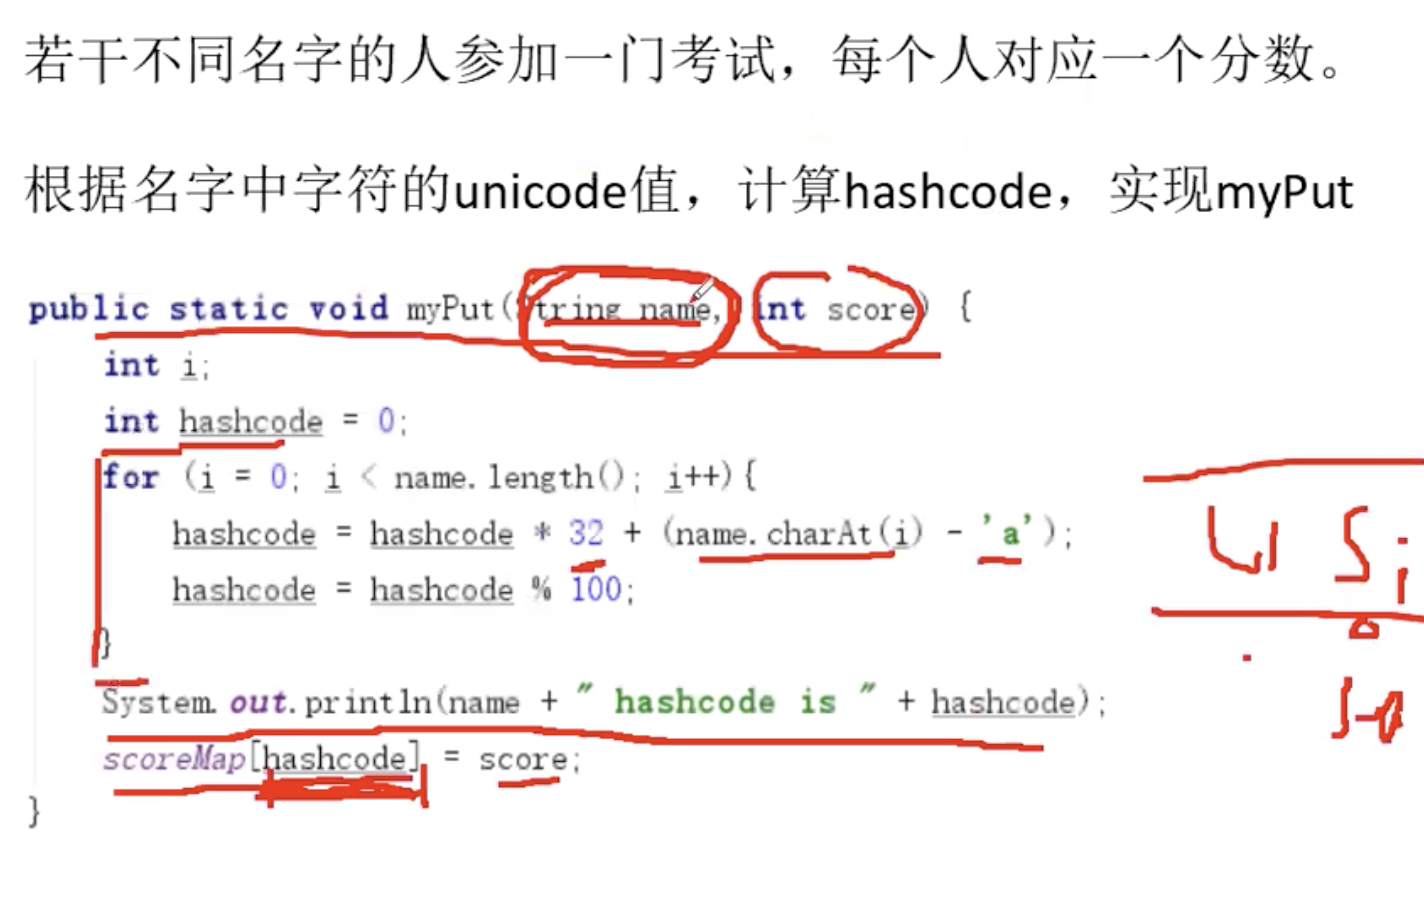 若干不同名字的人参加一门考试，每个人对应一个分数。
根据名字中字符的unicode值，计算hashcode，实现myPut
public static void myPut(String name, int score) {
int i;
int hashcode = 0;
for (i = 0; i < name.length(); i++){
hashcode = hashcode * 32 + (name.charAt(i) - 'a');
hashcode = hashcode % 100;
}
System.out.println(name + " hashcode is " + hashcode);
scoreMap[hashcode] = score;
}